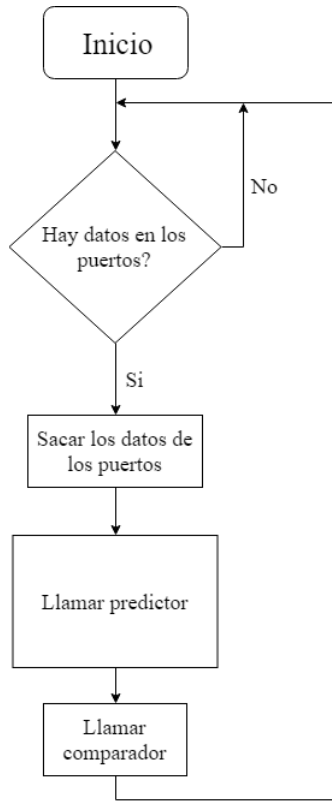 Inicio
Hay datos en los
puertos?
No
Si
Sacar los datos de
los puertos
Llamar predictor
Llamar
comparador